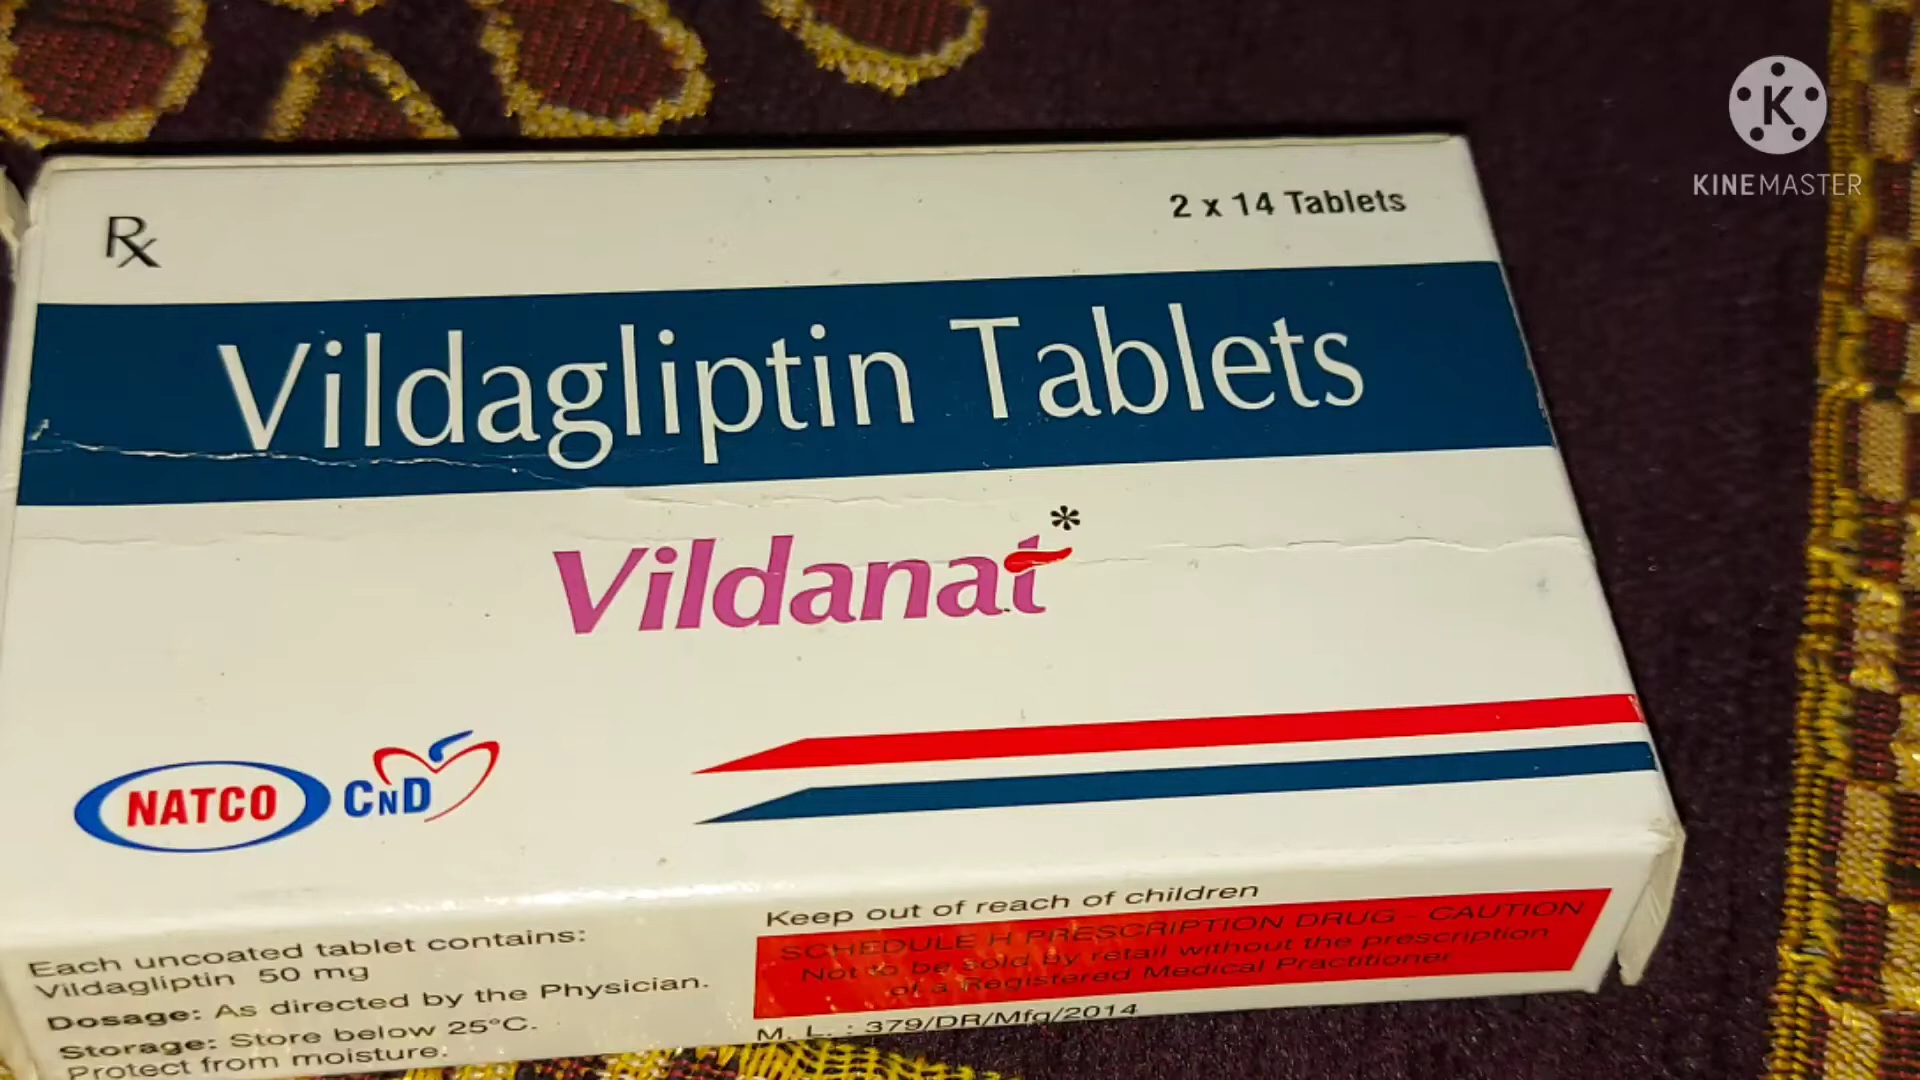 KINEMASTER
Rx
2 x 14 Tablets
Vildagliptin Tablets
Vildanat*
NATCO CnD
Each uncoated tablet contains:
Vildagliptin 50 mg
Dosage: As directed by the Physician.
Storage: Store below 25°C.
Protect from moisture.
Keep out of reach of children
SCHEDULE H PRESCRIPTION DRUG - CAUTION
Not to be sold by retail without the prescription
of a Registered Medical Practitioner
M. L. : 379/DR/Mfg/2014